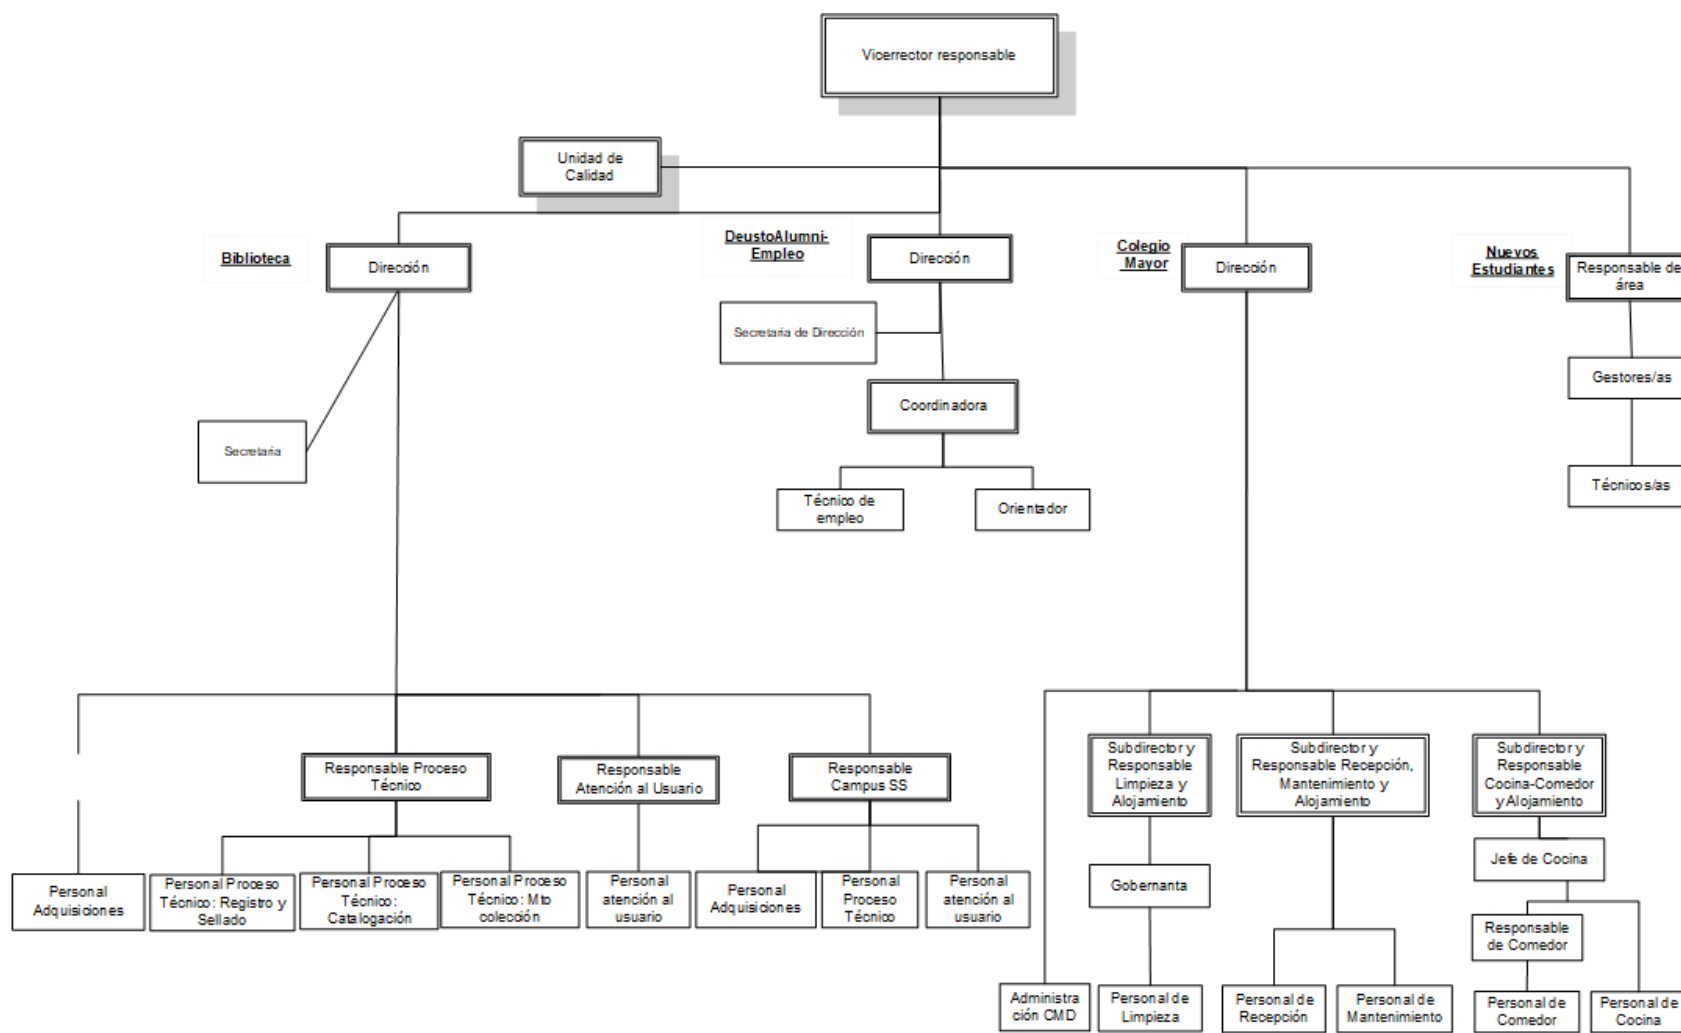 Vicerrector responsable
Unidad de
Calidad
Biblioteca
Dirección
DeustoAlumni-
Empleo
Dirección
Colegio
Mayor
Dirección
Nuevos
Estudiantes
Responsable de
área
Secretaria de Dirección
Gestores/as
Coordinadora
Secretaria
Técnico de
empleo
Orientador
Técnicos/as
Responsable Proceso
Técnico
Responsable
Atención al Usuario
Responsable
Campus SS
Subdirector y
Responsable
Limpieza y
Alojamiento
Subdirector y
Responsable Recepción,
Mantenimiento y
Alojamiento
Subdirector y
Responsable
Cocina-Comedor
y Alojamiento
Jefe de Cocina
Personal
Adquisiciones
Personal Proceso
Técnico: Registro y
Sellado
Personal Proceso
Técnico:
Catalogación
Personal Proceso
Técnico: Mto
colección
Personal
atención al
usuario
Personal
Adquisiciones
Personal
Proceso
Técnico
Personal
atención al
usuario
Gobernanta
Responsable
de Comedor
Administra
ción CMD
Personal de
Limpieza
Personal de
Recepción
Personal de
Mantenimiento
Personal de
Comedor
Personal de
Cocina